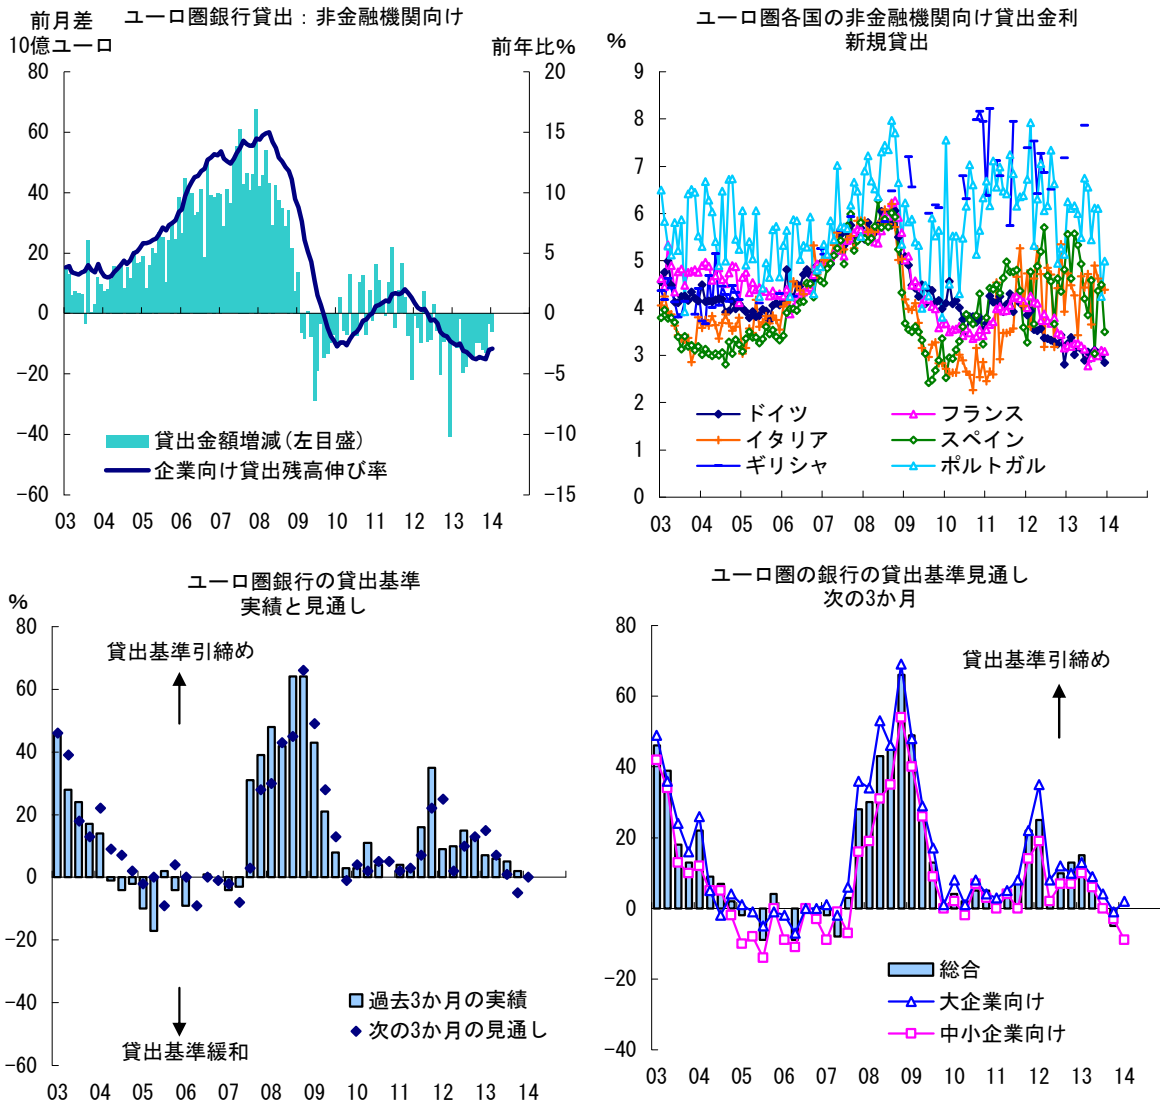 ユーロ圏銀行貸出：非金融機関向け
前月差
10億ユーロ
前年比%
80
60
40
20
0
-20
-40
-60
20
15
10
5
0
-5
-10
-15
貸出金額増減(左目盛)
企業向け貸出残高伸び率
03 04 05 06 07 08 09 10 11 12 13 14
ユーロ圏各国の非金融機関向け貸出金利
新規貸出
%
9
8
7
6
5
4
3
2
1
0
ドイツ フランス
イタリア スペイン
ギリシャ ポルトガル
03 04 05 06 07 08 09 10 11 12 13 14
ユーロ圏銀行の貸出基準
実績と見通し
%
80
60
40
20
0
-20
-40
-60
貸出基準引締め
過去3か月の実績
次の3か月の見通し
貸出基準緩和
03 04 05 06 07 08 09 10 11 12 13 14
ユーロ圏の銀行の貸出基準見通し
次の3か月
80
60
40
20
0
-20
-40
貸出基準引締め
総合
大企業向け
中小企業向け
03 04 05 06 07 08 09 10 11 12 13 14